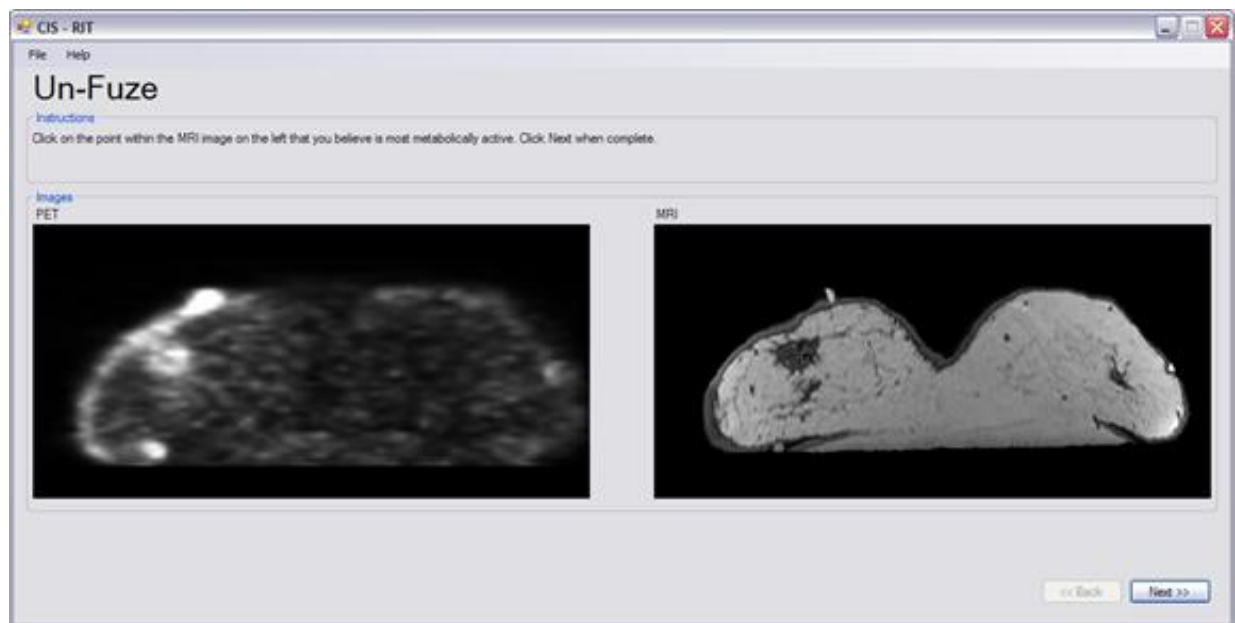 CIS - RIT
File Help
Un-Fuze
Instructions
Click on the point within the MRI image on the left that you believe is most metabolically active. Click Next when complete.
Images
PET MRI
<< Back Next >>